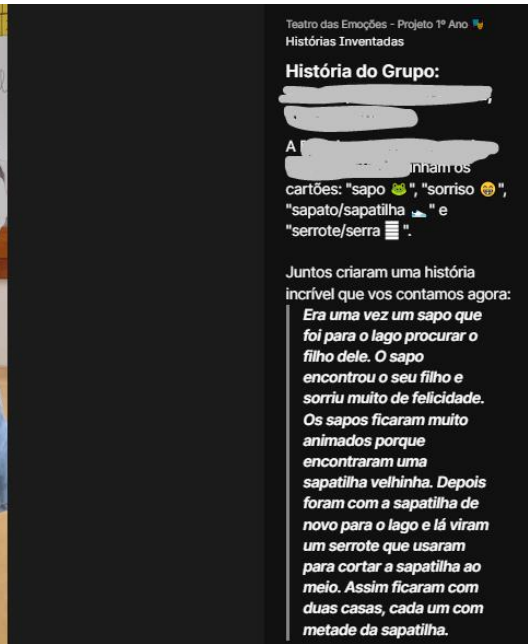 Teatro das Emoções - Projeto 1º Ano 🎭
Histórias Inventadas
História do Grupo:
A
inham os
cartões: "sapo 🐸", "sorriso 😁",
"sapato/sapatilha 👟" e
"serrote/serra 🪚".
Juntos criaram uma história
incrível que vos contamos agora:
Era uma vez um sapo que
foi para o lago procurar o
filho dele. O sapo
encontrou o seu filho e
sorriu muito de felicidade.
Os sapos ficaram muito
animados porque
encontraram uma
sapatilha velhinha. Depois
foram com a sapatilha de
novo para o lago e lá viram
um serrote que usaram
para cortar a sapatilha ao
meio. Assim ficaram com
duas casas, cada um com
metade da sapatilha.